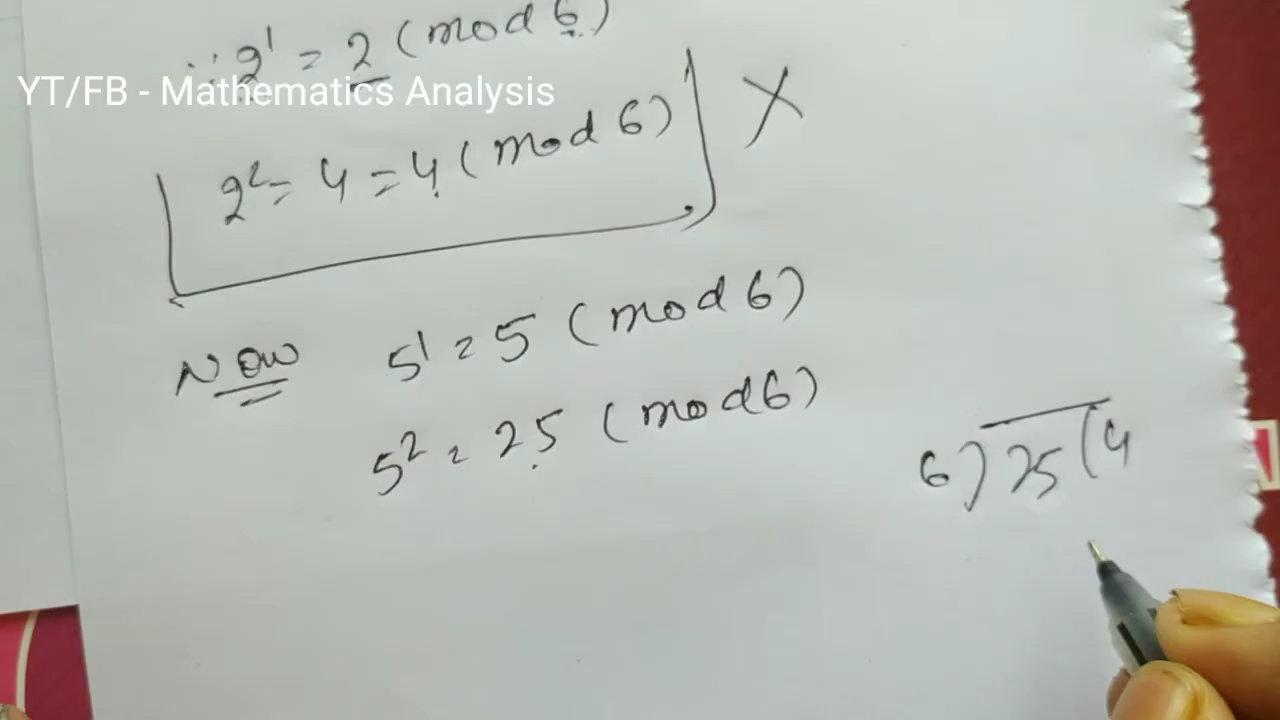 ∴ 2¹ = 2 (mod 6)
YT/FB - Mathematics Analysis
2² = 4 = 4 (mod 6) X
Now 5¹ = 5 (mod 6)
5² = 25 (mod 6)
6) 25 (4